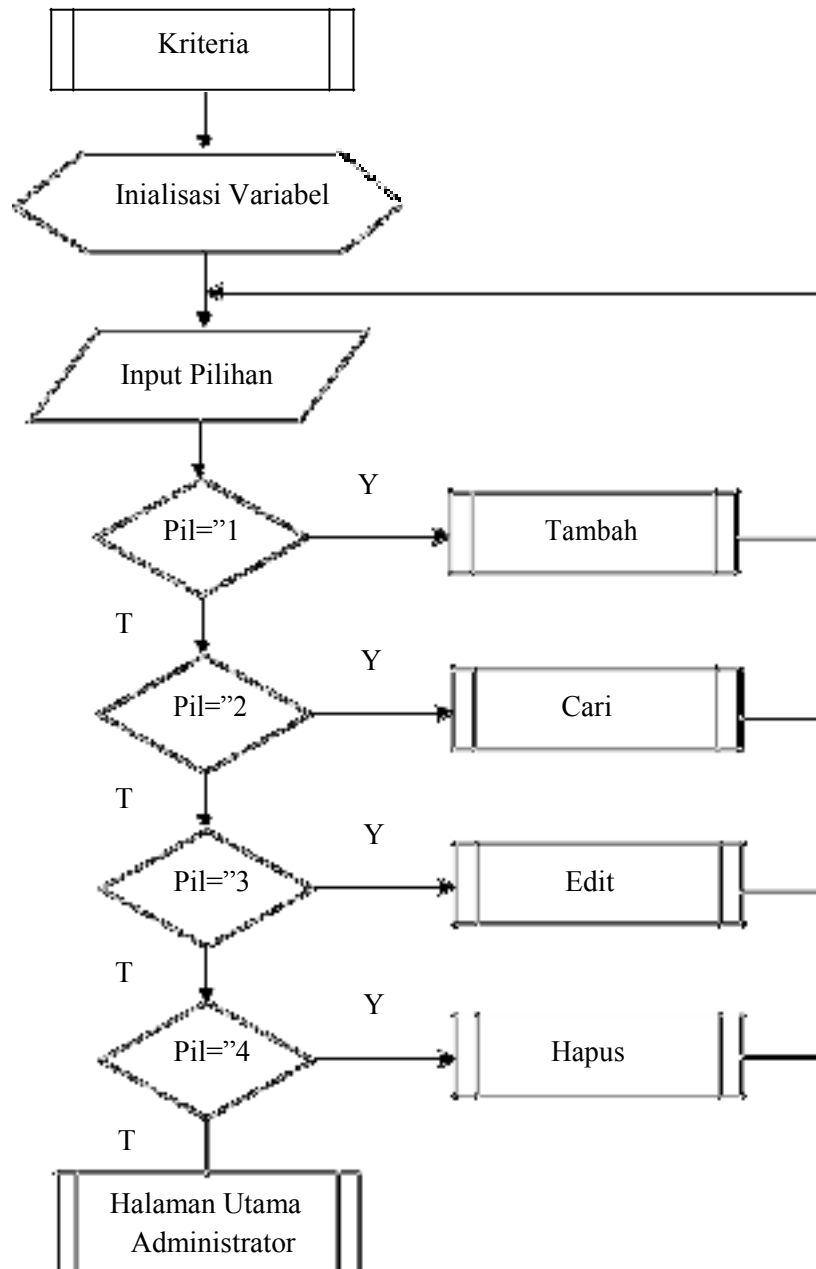 Kriteria
Inialisasi Variabel
Input Pilihan
Y
Pil=”1
Tambah
T
Y
Pil=”2
Cari
T
Y
Pil=”3
Edit
T
Y
Pil=”4
Hapus
T
Halaman Utama
Administrator